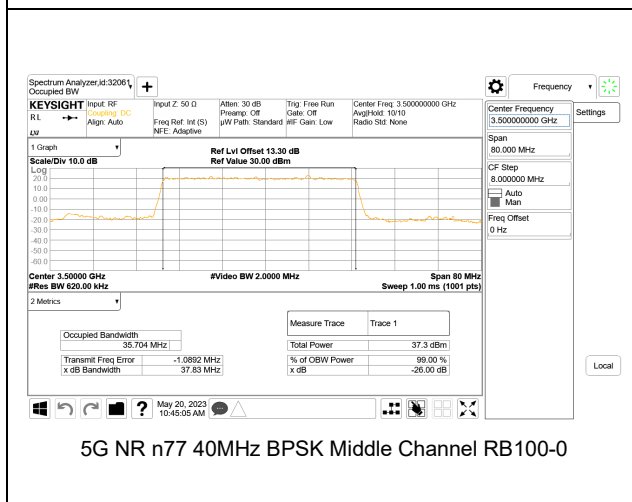 Spectrum Analyzer,id:32061
Occupied BW
Frequency
KEYSIGHT Input: RF Input Z: 50 Ω Atten: 30 dB Trig: Free Run Center Freq: 3.500000000 GHz
RL Coupling: DC Preamp: Off Gate: Off Avg|Hold: 10/10
Align: Auto Freq Ref: Int (S) µW Path: Standard #IF Gain: Low Radio Std: None
LXI NFE: Adaptive
Center Frequency
3.500000000 GHz
Settings
Span
80.000 MHz
CF Step
8.000000 MHz
Auto
Man
Freq Offset
0 Hz
Local
1 Graph
Ref Lvl Offset 13.30 dB
Scale/Div 10.0 dB Ref Value 30.00 dBm
Log
20.0
10.0
0.00
-10.0
-20.0
-30.0
-40.0
-50.0
-60.0
Center 3.50000 GHz #Video BW 2.0000 MHz Span 80 MHz
#Res BW 620.00 kHz Sweep 1.00 ms (1001 pts)
2 Metrics
Measure Trace Trace 1
Occupied Bandwidth
35.704 MHz Total Power 37.3 dBm
Transmit Freq Error -1.0892 MHz % of OBW Power 99.00 %
x dB Bandwidth 37.83 MHz x dB -26.00 dB
May 20, 2023
10:45:05 AM
5G NR n77 40MHz BPSK Middle Channel RB100-0